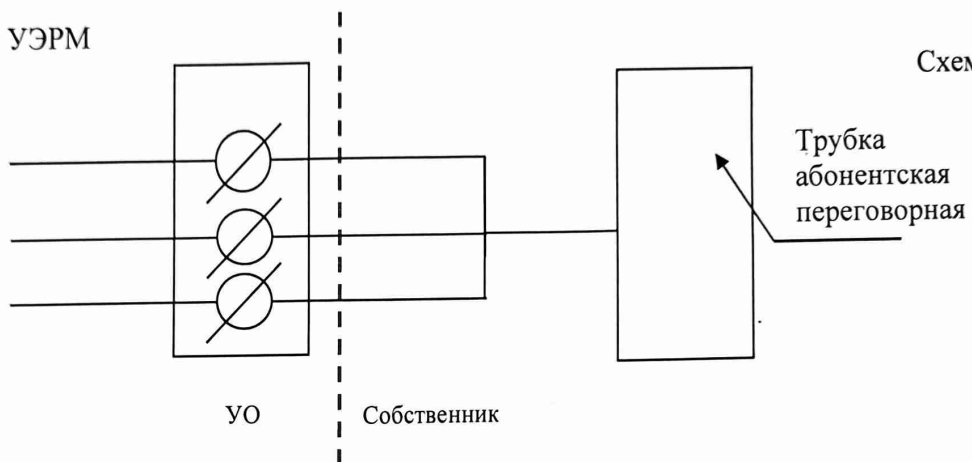 УЭРМ
Схем
Трубка
абонентская
переговорная
УО
Собственник